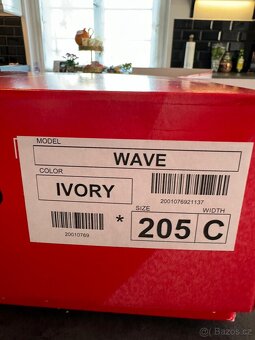 MODEL
WAVE
COLOR
IVORY
2001076921137
SIZE
WIDTH
20010769
*
205
C
Bazos.cz